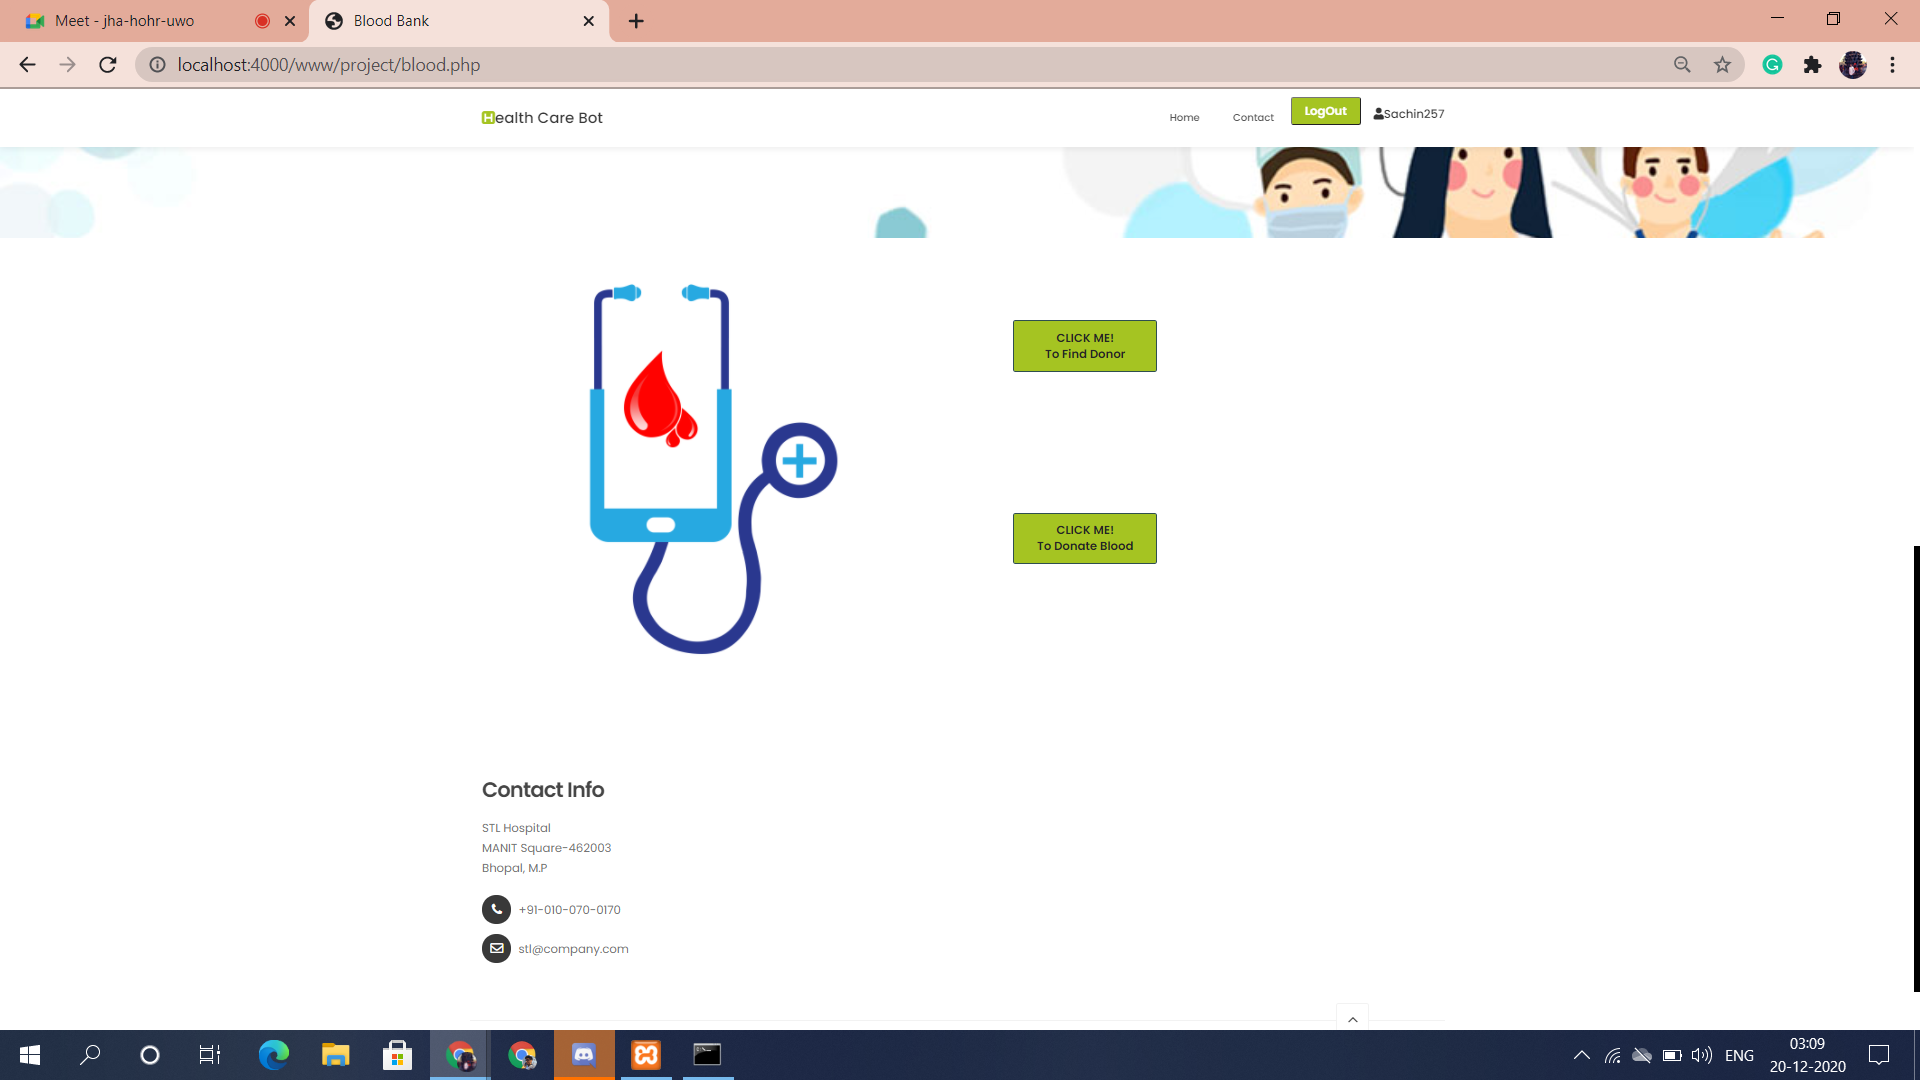 Meet - jha-hohr-uwo
Blood Bank
localhost:4000/www/project/blood.php
Health Care Bot
Home
Contact
LogOut
Sachin257
CLICK ME!
To Find Donor
CLICK ME!
To Donate Blood
Contact Info
STL Hospital
MANIT Square-462003
Bhopal, M.P
+91-010-070-0170
stl@company.com
ENG
03:09
20-12-2020